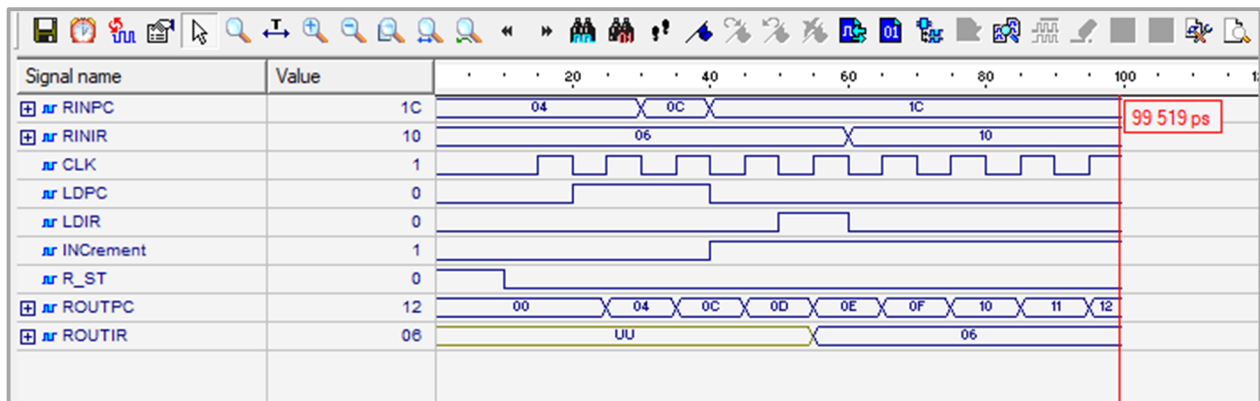 Signal name Value 20 40 60 80 100
RINPC 1C 04 0C 1C
99 519 ps
RINIR 10 06 10
CLK 1
LDPC 0
LDIR 0
INCrement 1
R_ST 0
ROUTPC 12 00 04 0C 0D 0E 0F 10 11 12
ROUTIR 06 UU 06